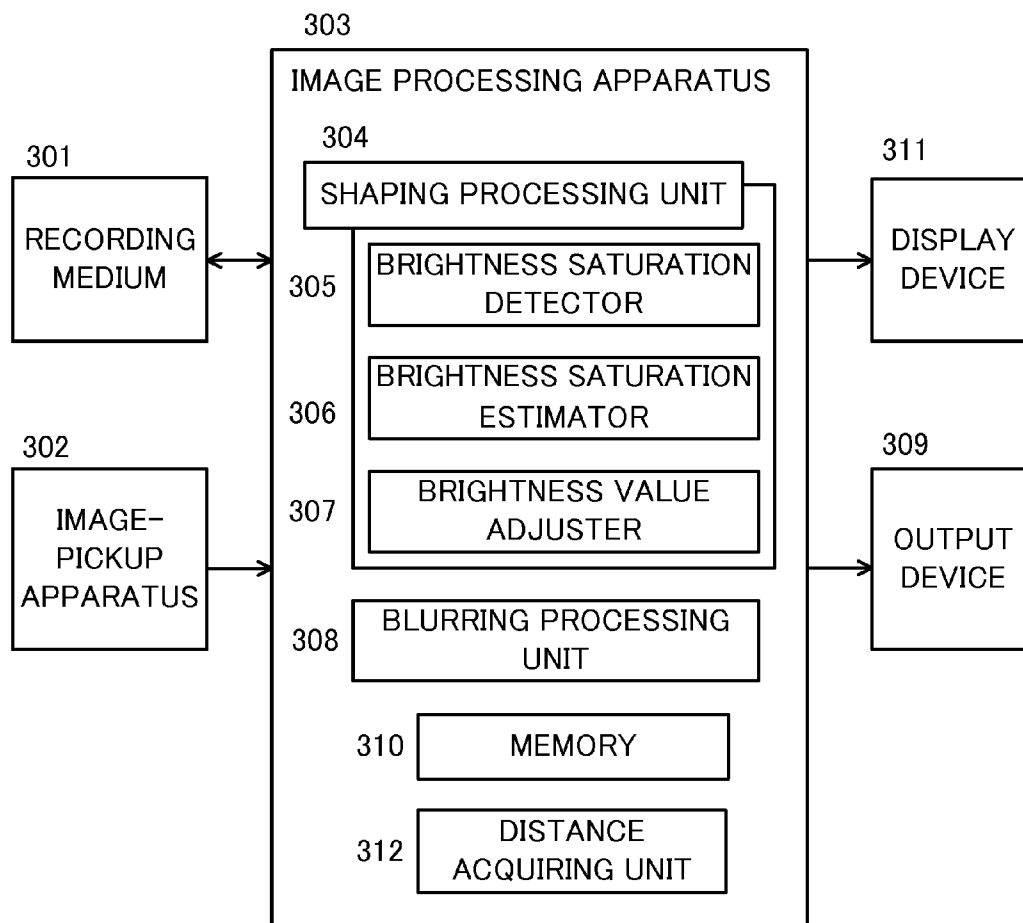 303
IMAGE PROCESSING APPARATUS
304
SHAPING PROCESSING UNIT
305
BRIGHTNESS SATURATION
DETECTOR
306
BRIGHTNESS SATURATION
ESTIMATOR
307
BRIGHTNESS VALUE
ADJUSTER
308
BLURRING PROCESSING
UNIT
310
MEMORY
312
DISTANCE
ACQUIRING UNIT
301
RECORDING
MEDIUM
302
IMAGE-
PICKUP
APPARATUS
311
DISPLAY
DEVICE
309
OUTPUT
DEVICE